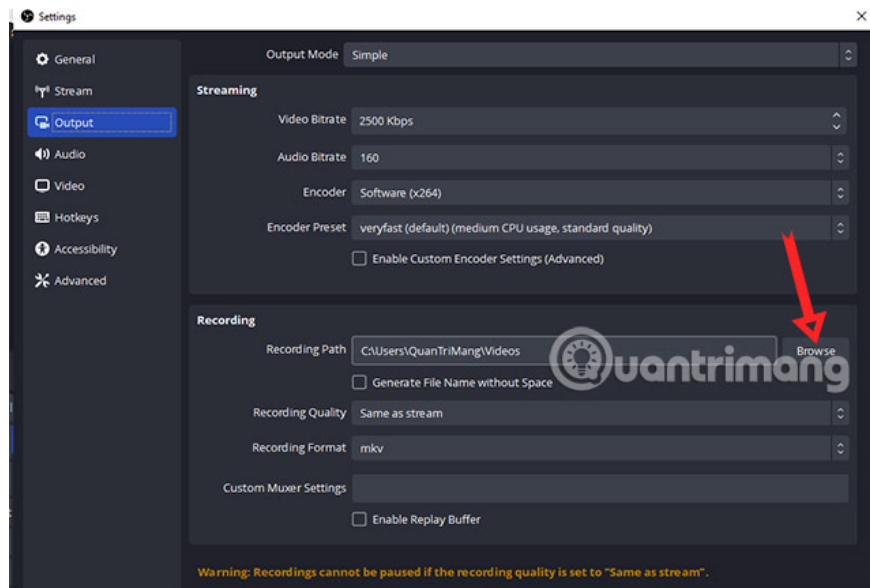 Settings
General
Output Mode Simple
Stream
Streaming
Output
Video Bitrate 2500 Kbps
Audio
Audio Bitrate 160
Video
Encoder Software (x264)
Hotkeys
Encoder Preset veryfast (default) (medium CPU usage, standard quality)
Accessibility
Enable Custom Encoder Settings (Advanced)
Advanced
Recording
Recording Path C:\Users\QuanTriMang\Videos Browse
Quantrimang
Generate File Name without Space
Recording Quality Same as stream
Recording Format mkv
Custom Muxer Settings
Enable Replay Buffer
Warning: Recordings cannot be paused if the recording quality is set to "Same as stream".